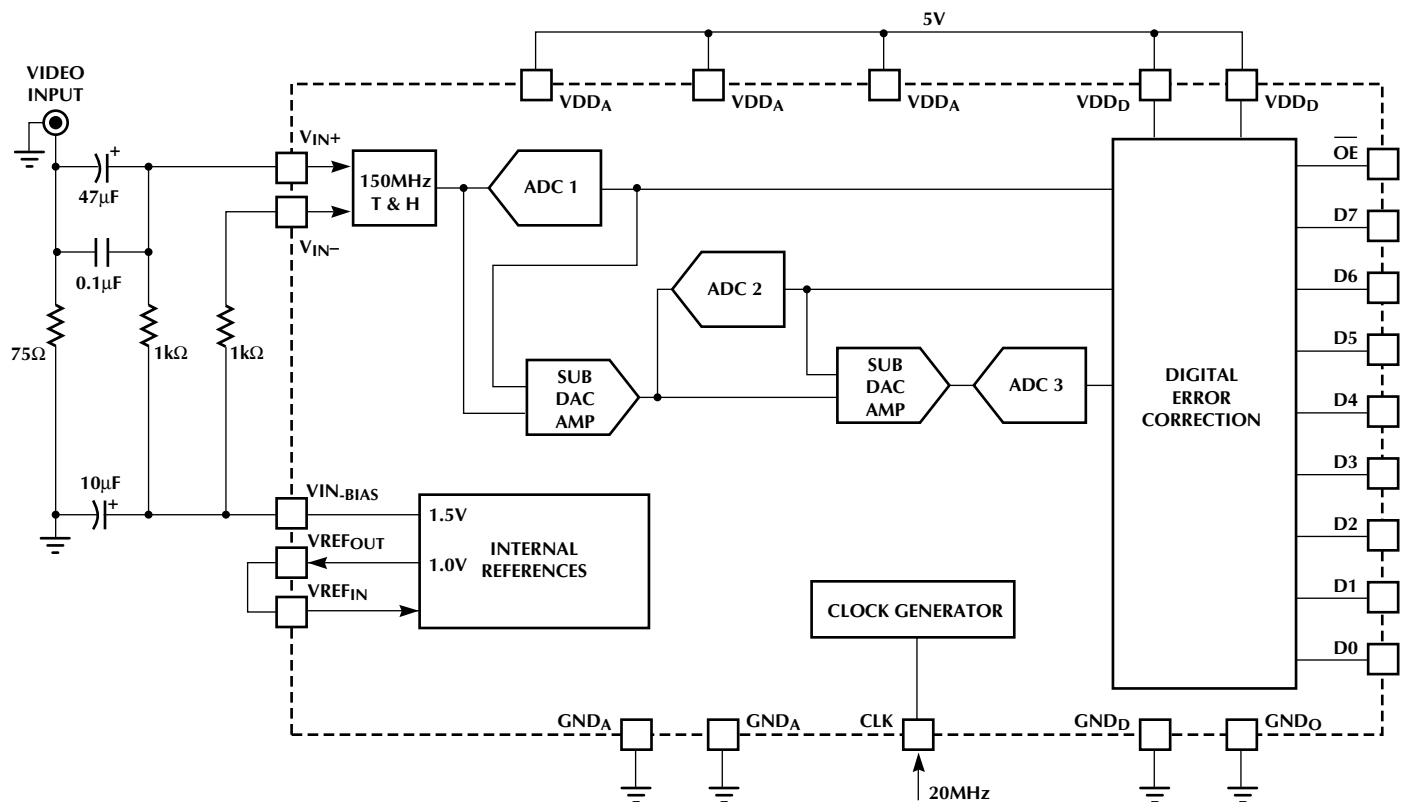 5V
VIDEO
INPUT
VDDA
VDDA
VDDA
VDDD
VDDD
VIN+
47µF
150MHz
T & H
ADC 1
OE
VIN–
D7
0.1µF
ADC 2
D6
75Ω
1kΩ
1kΩ
D5
SUB
DAC
AMP
SUB
DAC
AMP
ADC 3
DIGITAL
ERROR
CORRECTION
D4
D3
10µF
VIN-BIAS
1.5V
D2
VREFOUT
1.0V
INTERNAL
REFERENCES
VREFIN
CLOCK GENERATOR
D1
D0
GNDA
GNDA
CLK
GNDD
GNDO
20MHz